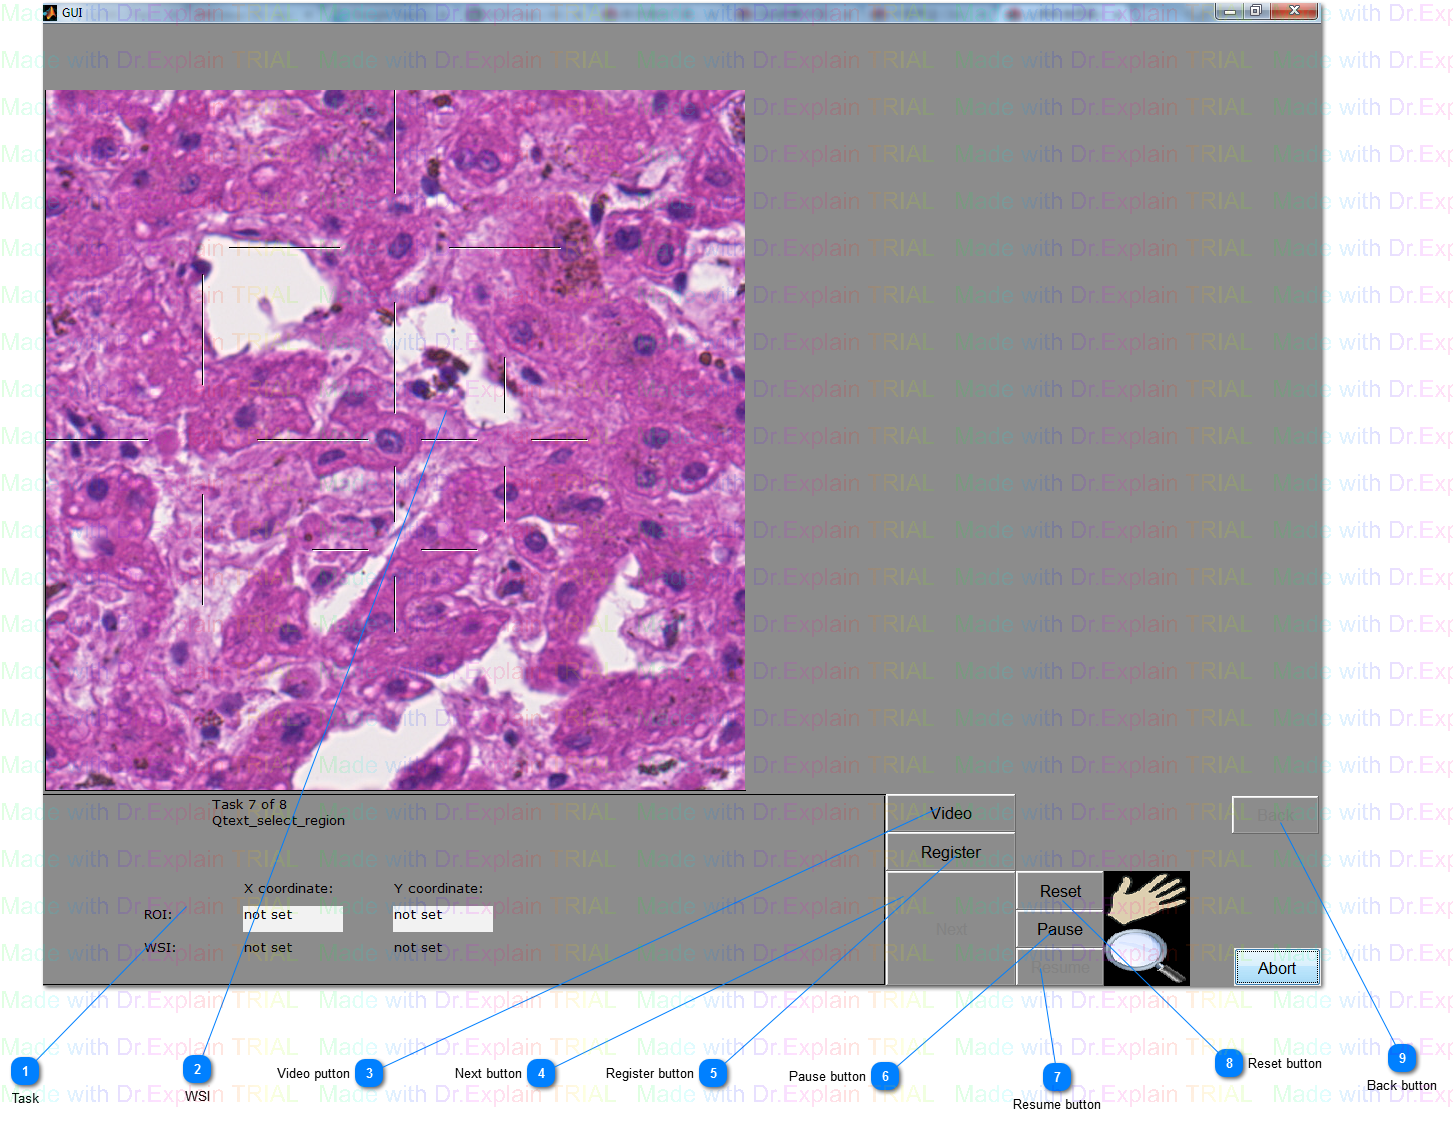 GUI
Task 7 of 8
Qtext_select_region
X coordinate:
Y coordinate:
ROI:
not set
not set
WSI:
not set
not set
Video
Register
Next
Reset
Pause
Resume
Back
Abort
1
Task
2
WSI
Video putton 3
Next button 4
Register button 5
Pause button 6
7
Resume button
8 Reset button
9
Back button
Made with Dr.Explain TRIAL